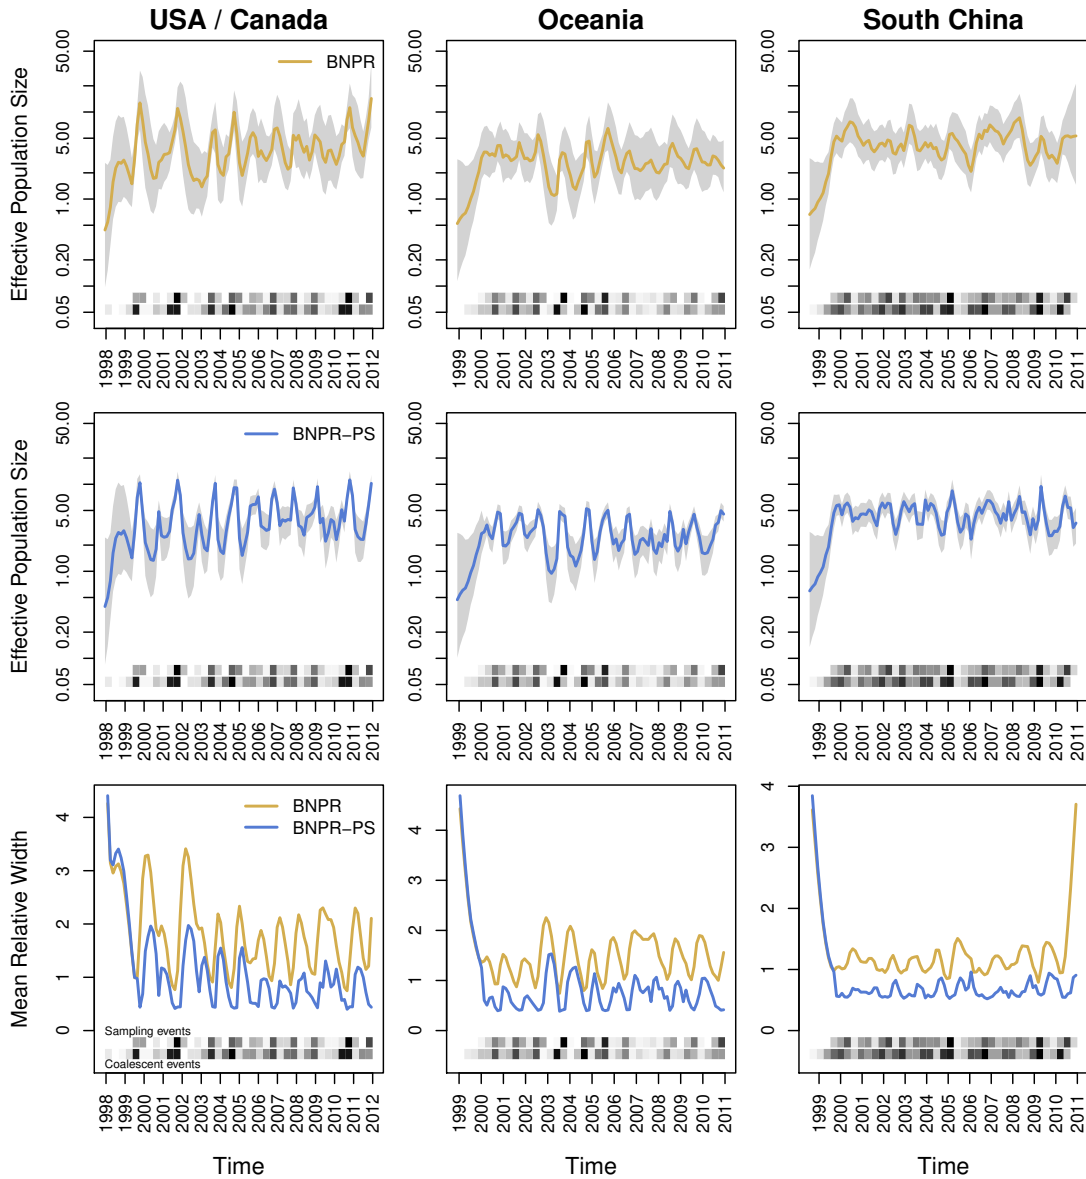 USA / Canada
Oceania
South China
Effective Population Size
50.00
5.00
1.00
0.20
0.05
BNPR
1998 1999 2000 2001 2002 2003 2004 2005 2006 2007 2008 2009 2010 2011 2012
50.00
5.00
1.00
0.20
0.05
1999 2000 2001 2002 2003 2004 2005 2006 2007 2008 2009 2010 2011
50.00
5.00
1.00
0.20
0.05
1999 2000 2001 2002 2003 2004 2005 2006 2007 2008 2009 2010 2011
Effective Population Size
50.00
5.00
1.00
0.20
0.05
BNPR−PS
1998 1999 2000 2001 2002 2003 2004 2005 2006 2007 2008 2009 2010 2011 2012
50.00
5.00
1.00
0.20
0.05
1999 2000 2001 2002 2003 2004 2005 2006 2007 2008 2009 2010 2011
50.00
5.00
1.00
0.20
0.05
1999 2000 2001 2002 2003 2004 2005 2006 2007 2008 2009 2010 2011
Mean Relative Width
4
3
2
1
0
BNPR
BNPR−PS
Sampling events
Coalescent events
1998 1999 2000 2001 2002 2003 2004 2005 2006 2007 2008 2009 2010 2011 2012
Time
4
3
2
1
0
1999 2000 2001 2002 2003 2004 2005 2006 2007 2008 2009 2010 2011
Time
4
3
2
1
0
1999 2000 2001 2002 2003 2004 2005 2006 2007 2008 2009 2010 2011
Time